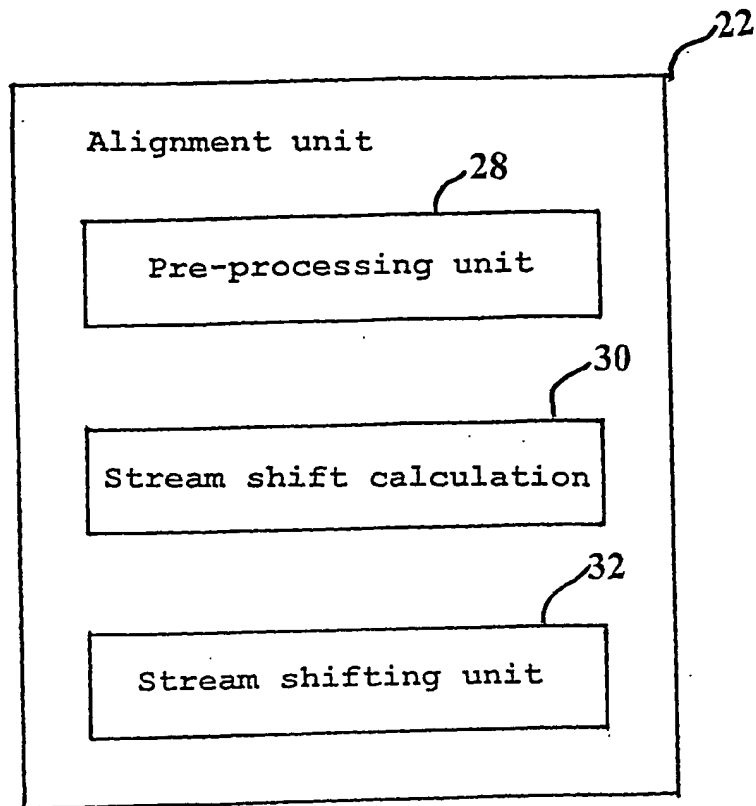 22
Alignment unit
28
Pre-processing unit
30
Stream shift calculation
32
Stream shifting unit